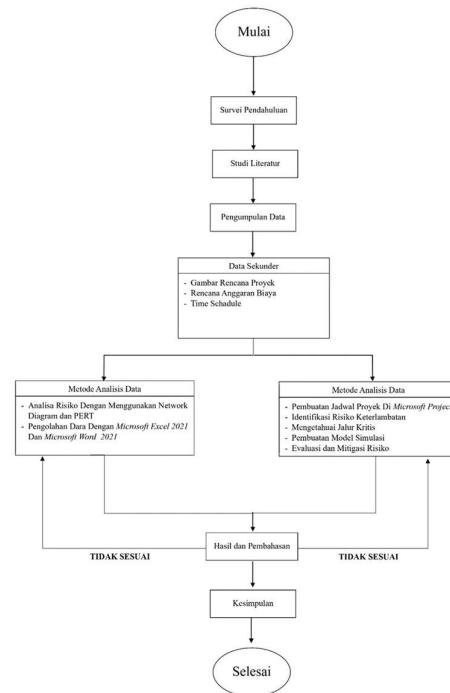 Mulai
Survei Pendahuluan
Studi Literatur
Pengumpulan Data
Data Sekunder
- Gambar Rencana Proyek
- Rencana Anggaran Biaya
- Time Schadule
Metode Analisis Data
- Analisa Risiko Dengan Menggunakan Network
Diagram dan PERT
- Pengolahan Dara Dengan Microsoft Excel 2021
Dan Microsoft Word 2021
Metode Analisis Data
- Pembuatan Jadwal Proyek Di Microsoft Project
- Identifikasi Risiko Keterlambatan
- Mengetahuai Jalur Kritis
- Pembuatan Model Simulasi
- Evaluasi dan Mitigasi Risiko
TIDAK SESUAI
Hasil dan Pembahasan
TIDAK SESUAI
Kesimpulan
Selesai